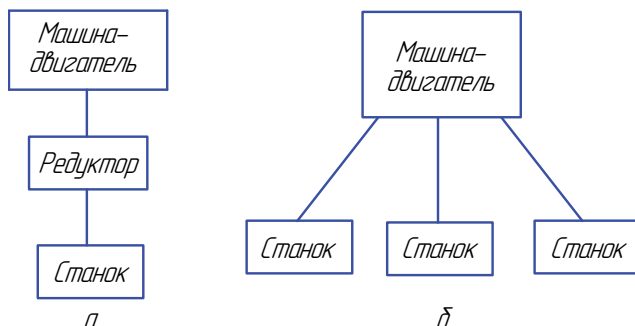 Машина-
двигатель
Редуктор
Станок
а
Машина-
двигатель
Станок
Станок
Станок
б